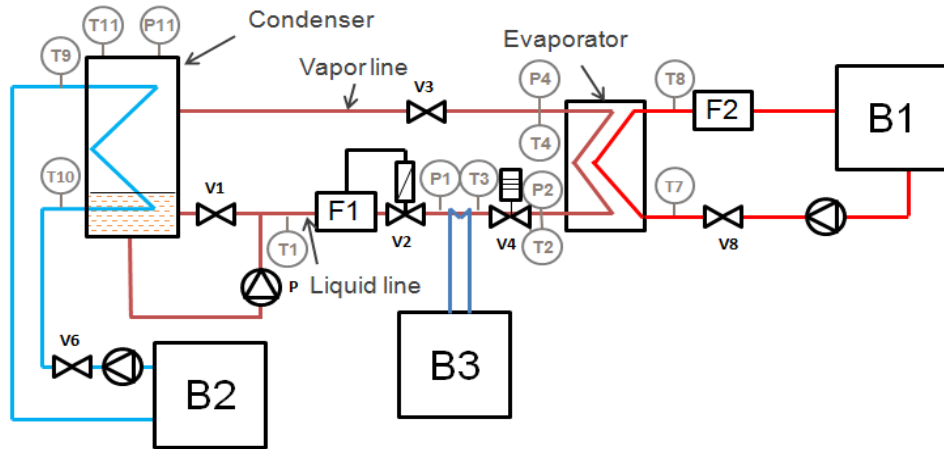 T11
P11
Condenser
T9
Vapor line
V3
Evaporator
P4
T4
T8
F2
B1
T10
V1
T1
F1
V2
P1
T3
V4
P2
T2
T7
V8
P
Liquid line
V6
B2
B3